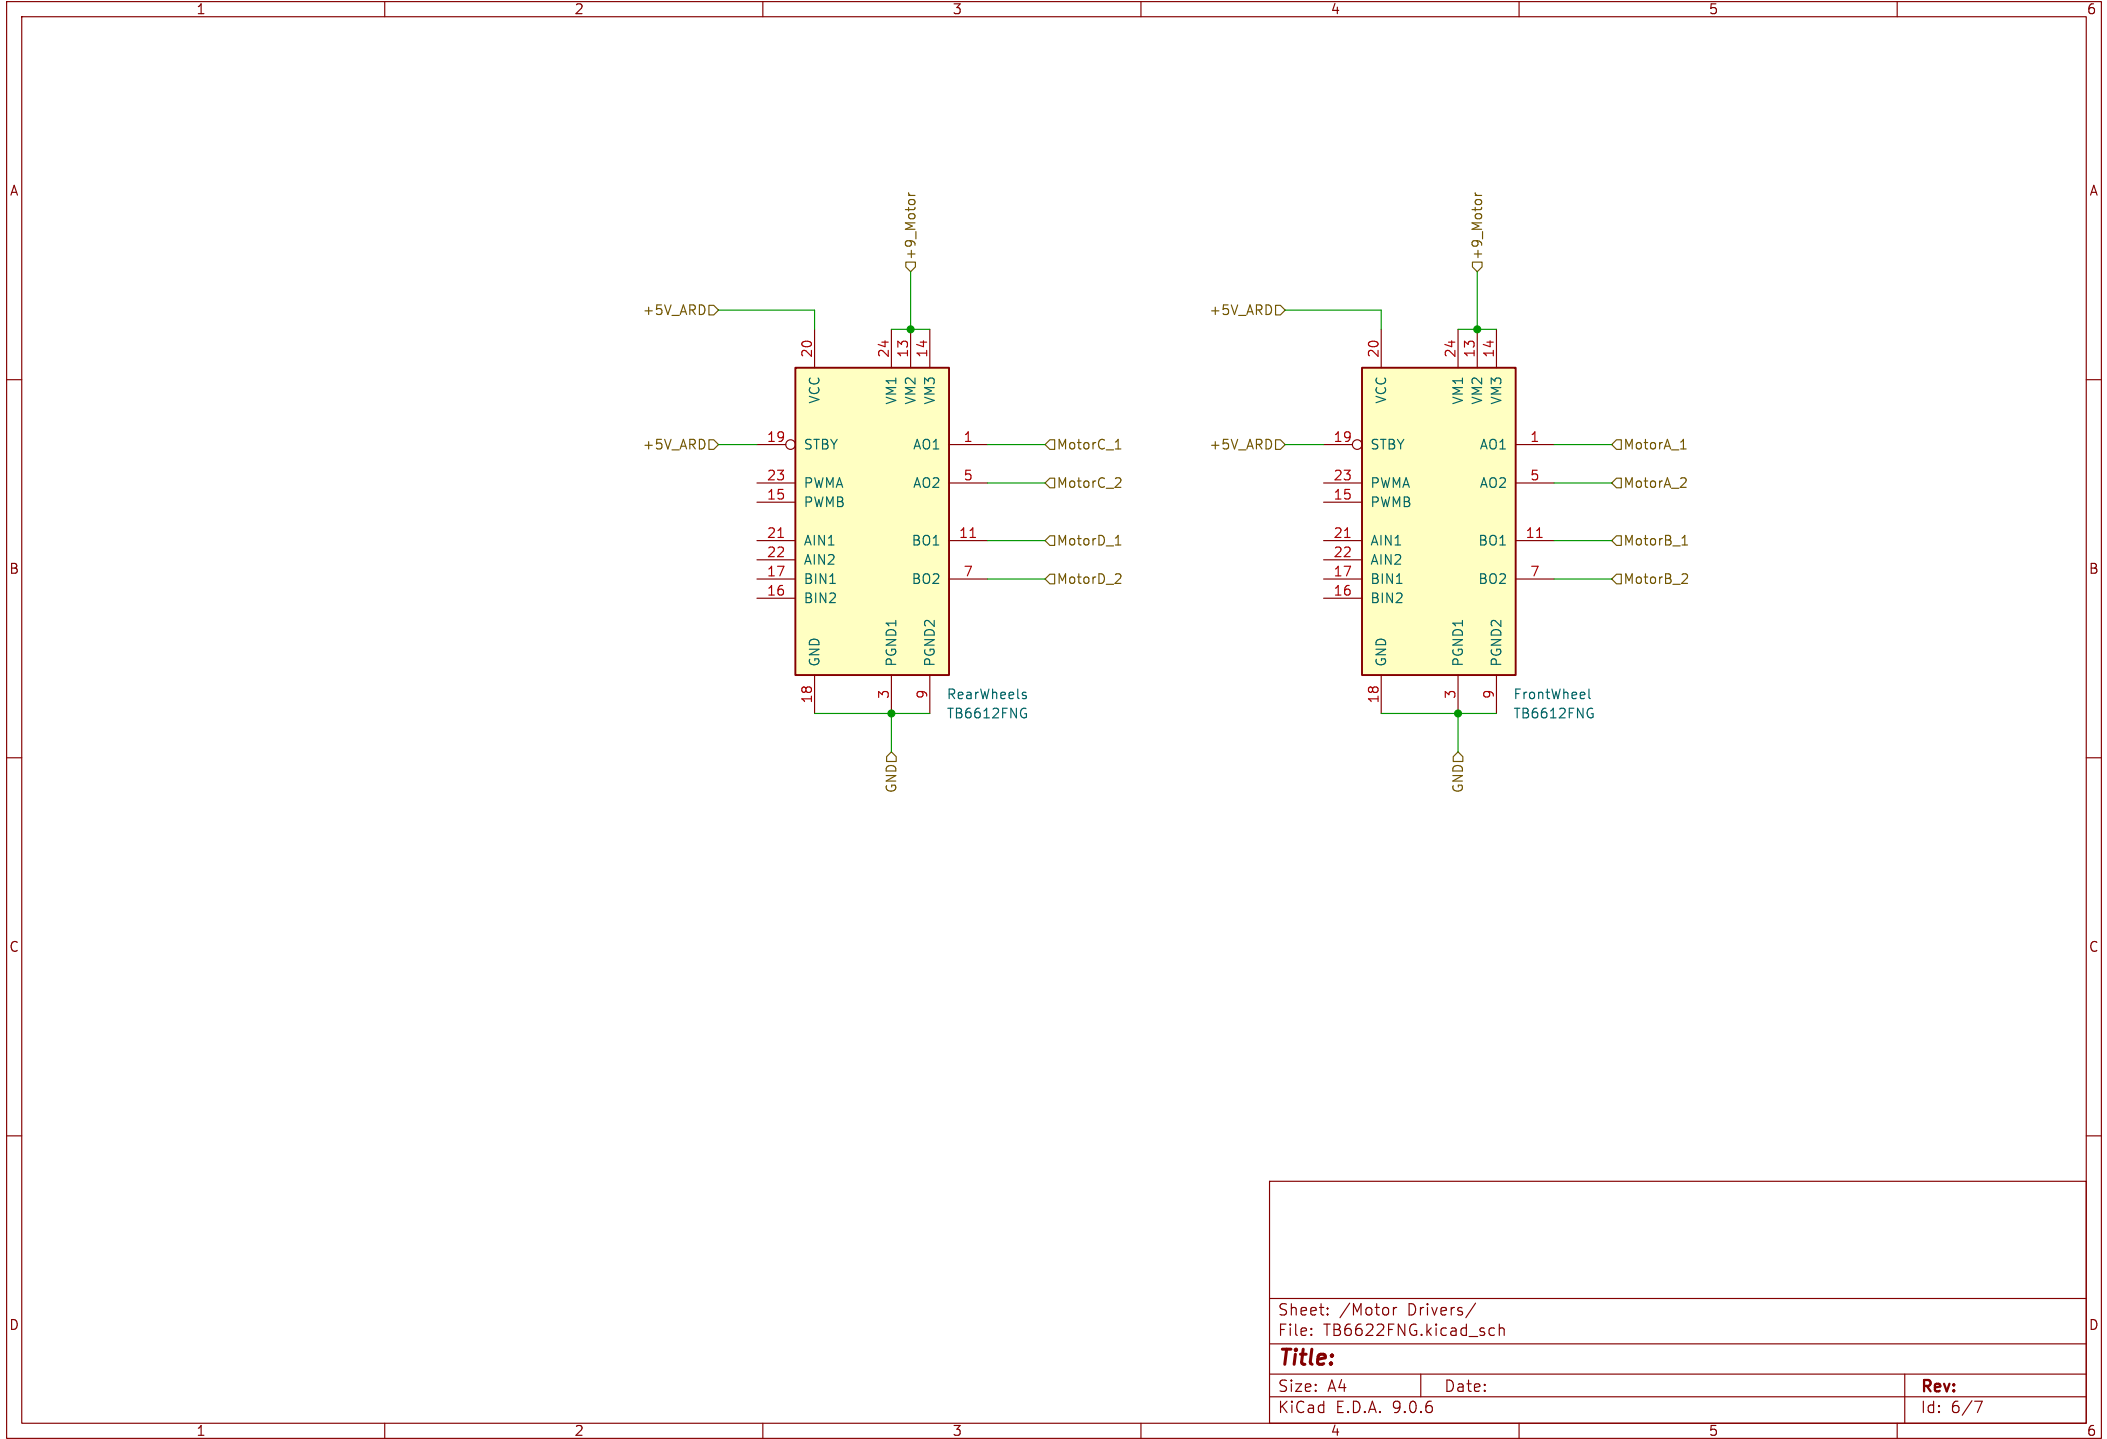 1 2 3 4 5 6
A A
+9_Motor +9_Motor
+5V_ARD +5V_ARD
20 24 13 14 20 24 13 14
VCC VM1 VM2 VM3 VCC VM1 VM2 VM3
+5V_ARD 19 STBY AO1 1 MotorC_1 +5V_ARD 19 STBY AO1 1 MotorA_1
23 PWMA AO2 5 MotorC_2 23 PWMA AO2 5 MotorA_2
15 PWMB 15 PWMB
21 AIN1 BO1 11 MotorD_1 21 AIN1 BO1 11 MotorB_1
22 AIN2 22 AIN2
B B
17 BIN1 BO2 7 MotorD_2 17 BIN1 BO2 7 MotorB_2
16 BIN2 16 BIN2
GND PGND1 PGND2 GND PGND1 PGND2
18 3 9 RearWheels 18 3 9 FrontWheel
TB6612FNG TB6612FNG
GND GND
C C
D D
Sheet: /Motor Drivers/
File: TB6622FNG.kicad_sch
Title:
Size: A4 Date: Rev:
KiCad E.D.A. 9.0.6 Id: 6/7
1 2 3 4 5 6